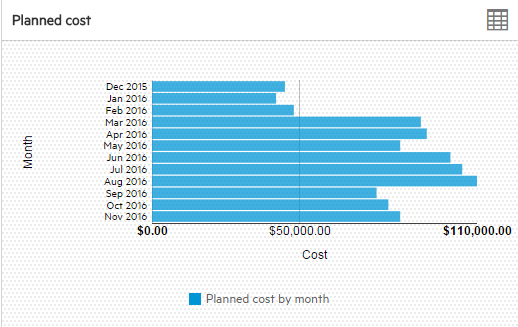 Planned cost
Dec 2015
Jan 2016
Feb 2016
Mar 2016
Apr 2016
May 2016
Jun 2016
Jul 2016
Aug 2016
Sep 2016
Oct 2016
Nov 2016
Month
$0.00 $50,000.00 $110,000.00
Cost
Planned cost by month